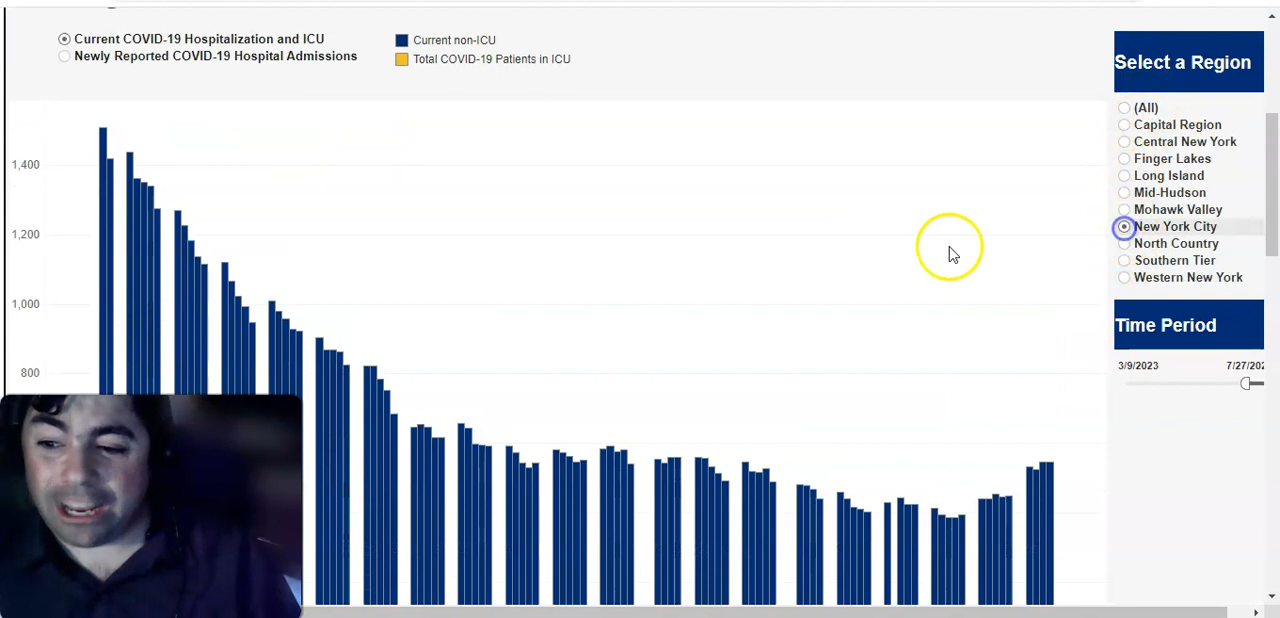 Current COVID-19 Hospitalization and ICU
Newly Reported COVID-19 Hospital Admissions
Current non-ICU
Total COVID-19 Patients in ICU
1,400
1,200
1,000
800
Select a Region
(All)
Capital Region
Central New York
Finger Lakes
Long Island
Mid-Hudson
Mohawk Valley
New York City
North Country
Southern Tier
Western New York
Time Period
3/9/2023 7/27/202